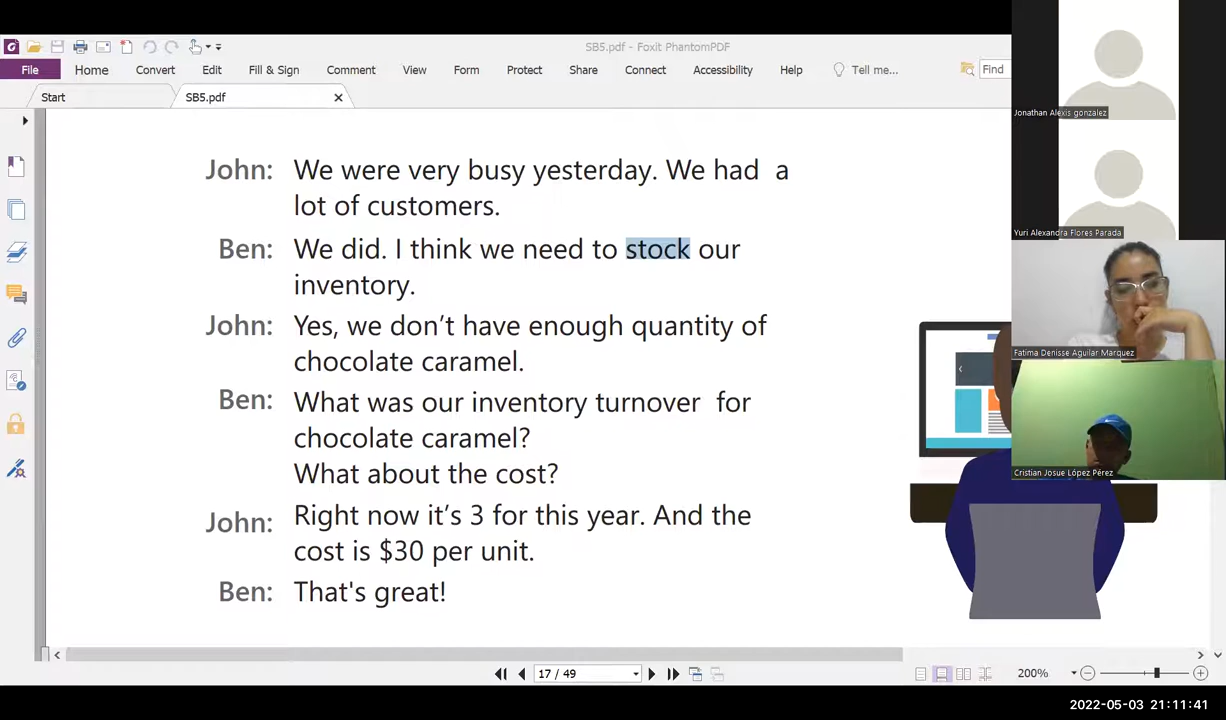 SB5.pdf - Foxit PhantomPDF
File Home Convert Edit Fill & Sign Comment View Form Protect Share Connect Accessibility Help Tell me... Find
Start SB5.pdf
John: We were very busy yesterday. We had a
lot of customers.
Ben: We did. I think we need to stock our
inventory.
John: Yes, we don't have enough quantity of
chocolate caramel.
Ben: What was our inventory turnover for
chocolate caramel?
What about the cost?
John: Right now it's 3 for this year. And the
cost is $30 per unit.
Ben: That's great!
Jonathan Alexis gonzalez
Yuri Alexandra Flores Parada
Fatima Denisse Aguilar Marquez
Cristian Josue López Pérez
17 / 49
200%
2022-05-03 21:11:41